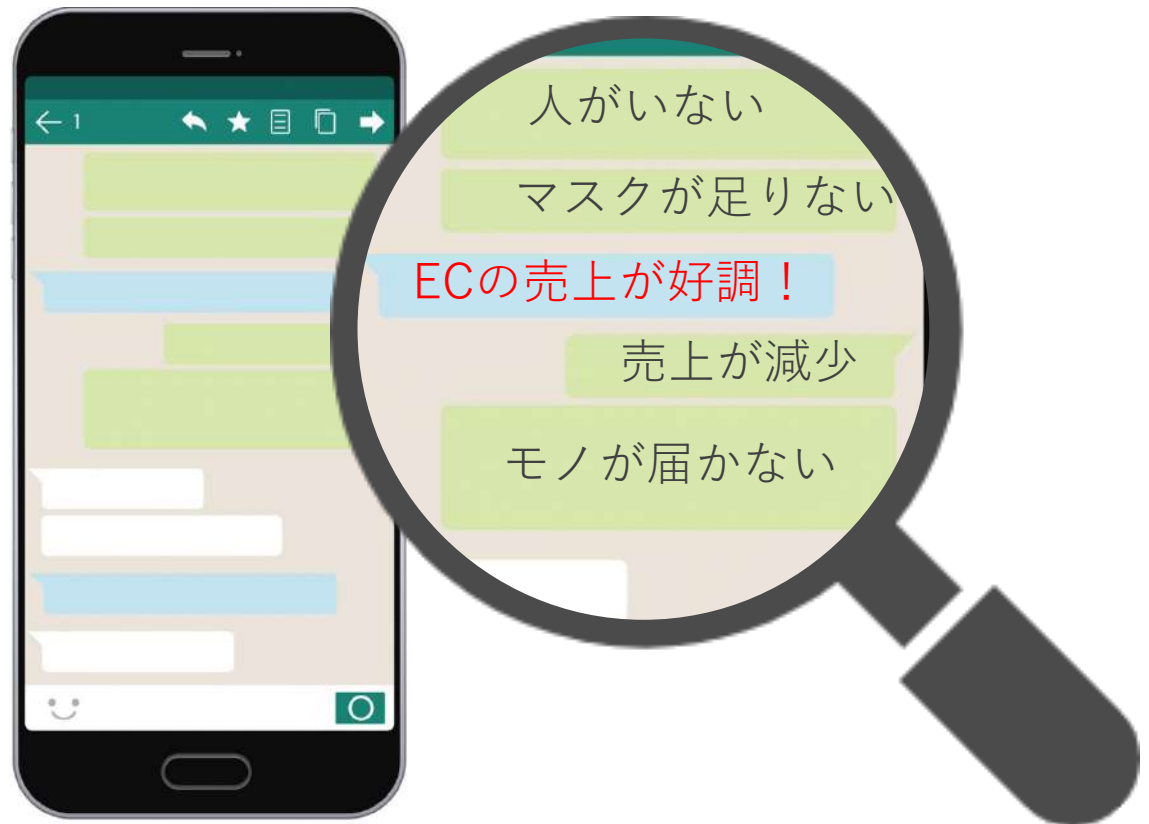 1
人がいない
マスクが足りない
ECの売上が好調！
売上が減少
モノが届かない